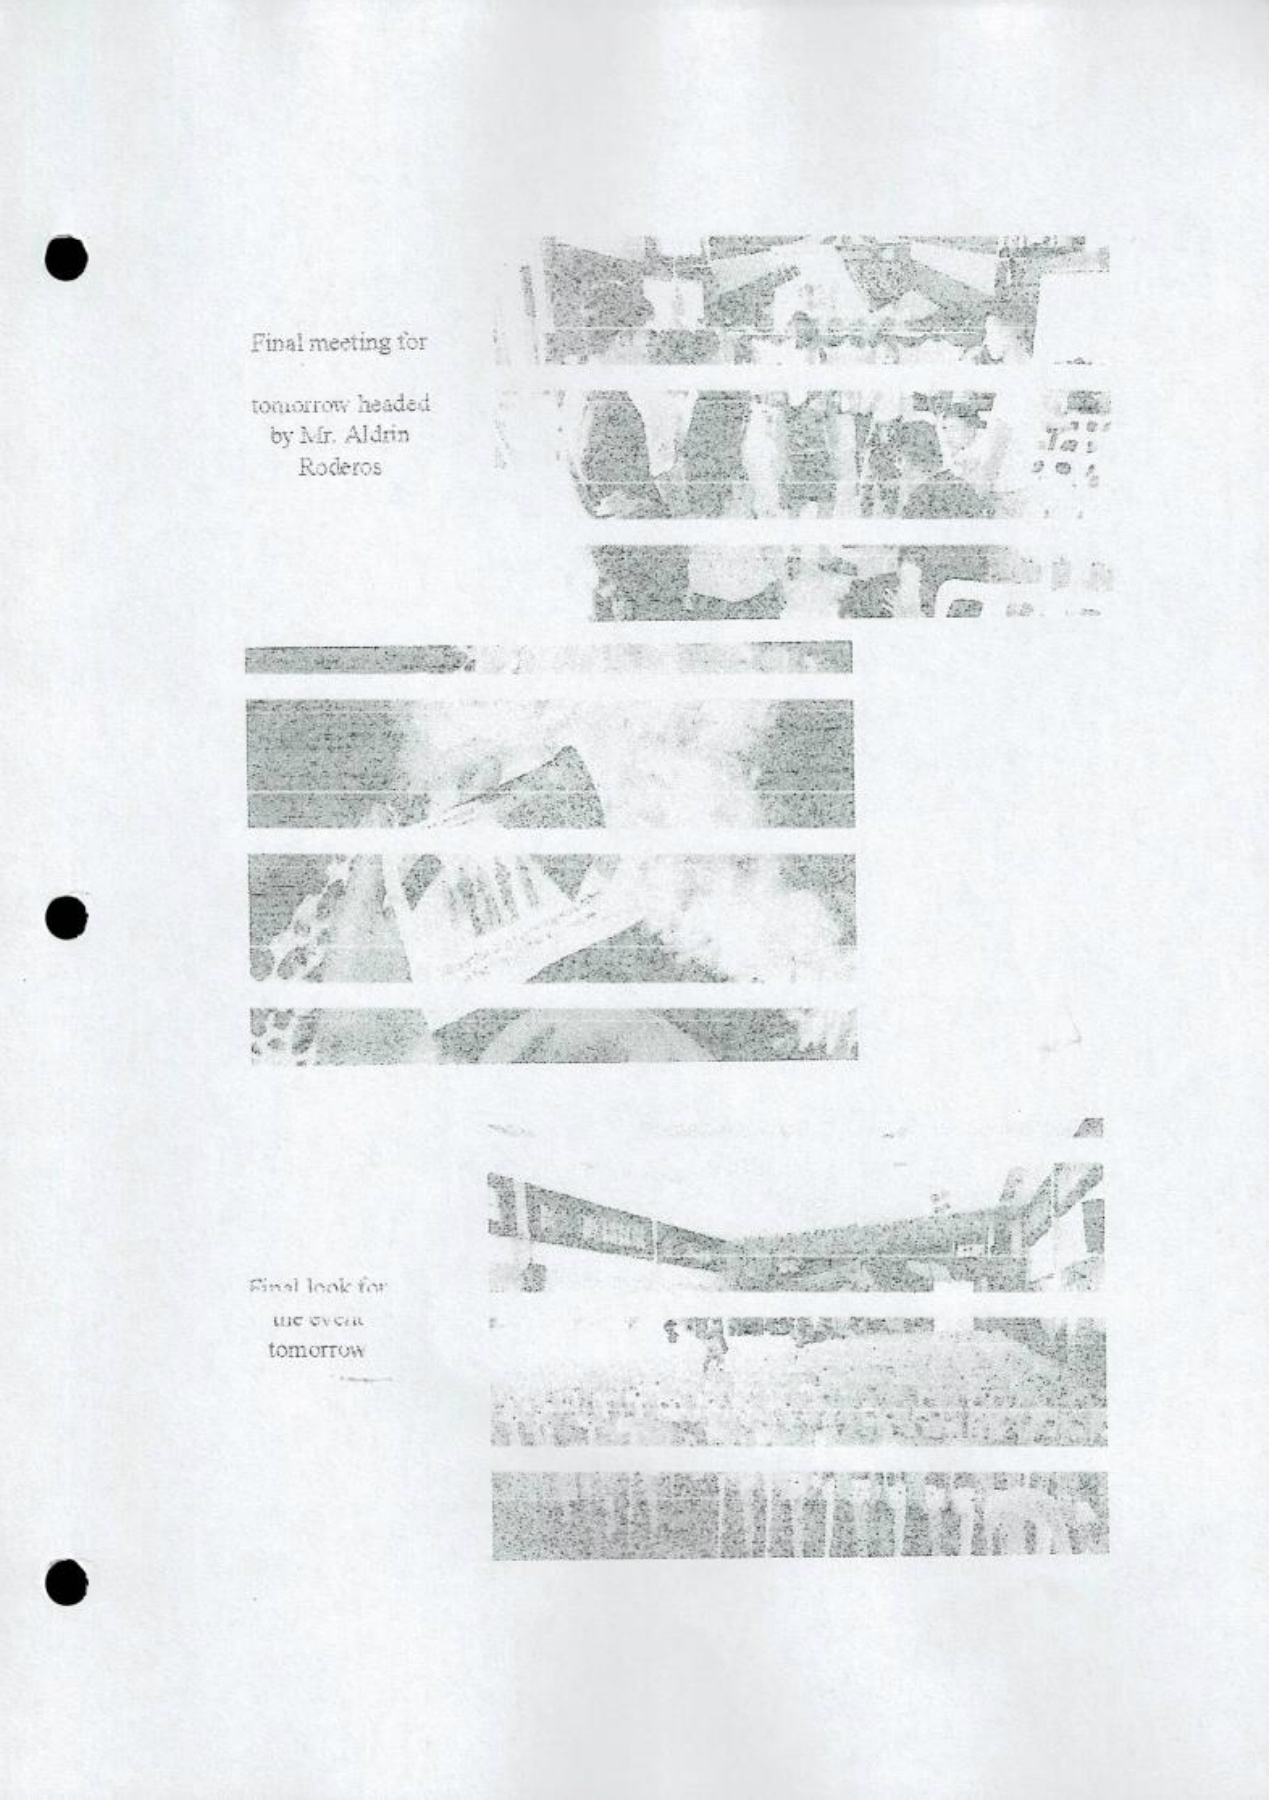 Final meeting for
tomorrow headed
by Mr. Aldrin
Roderos
Final look for
the event
tomorrow